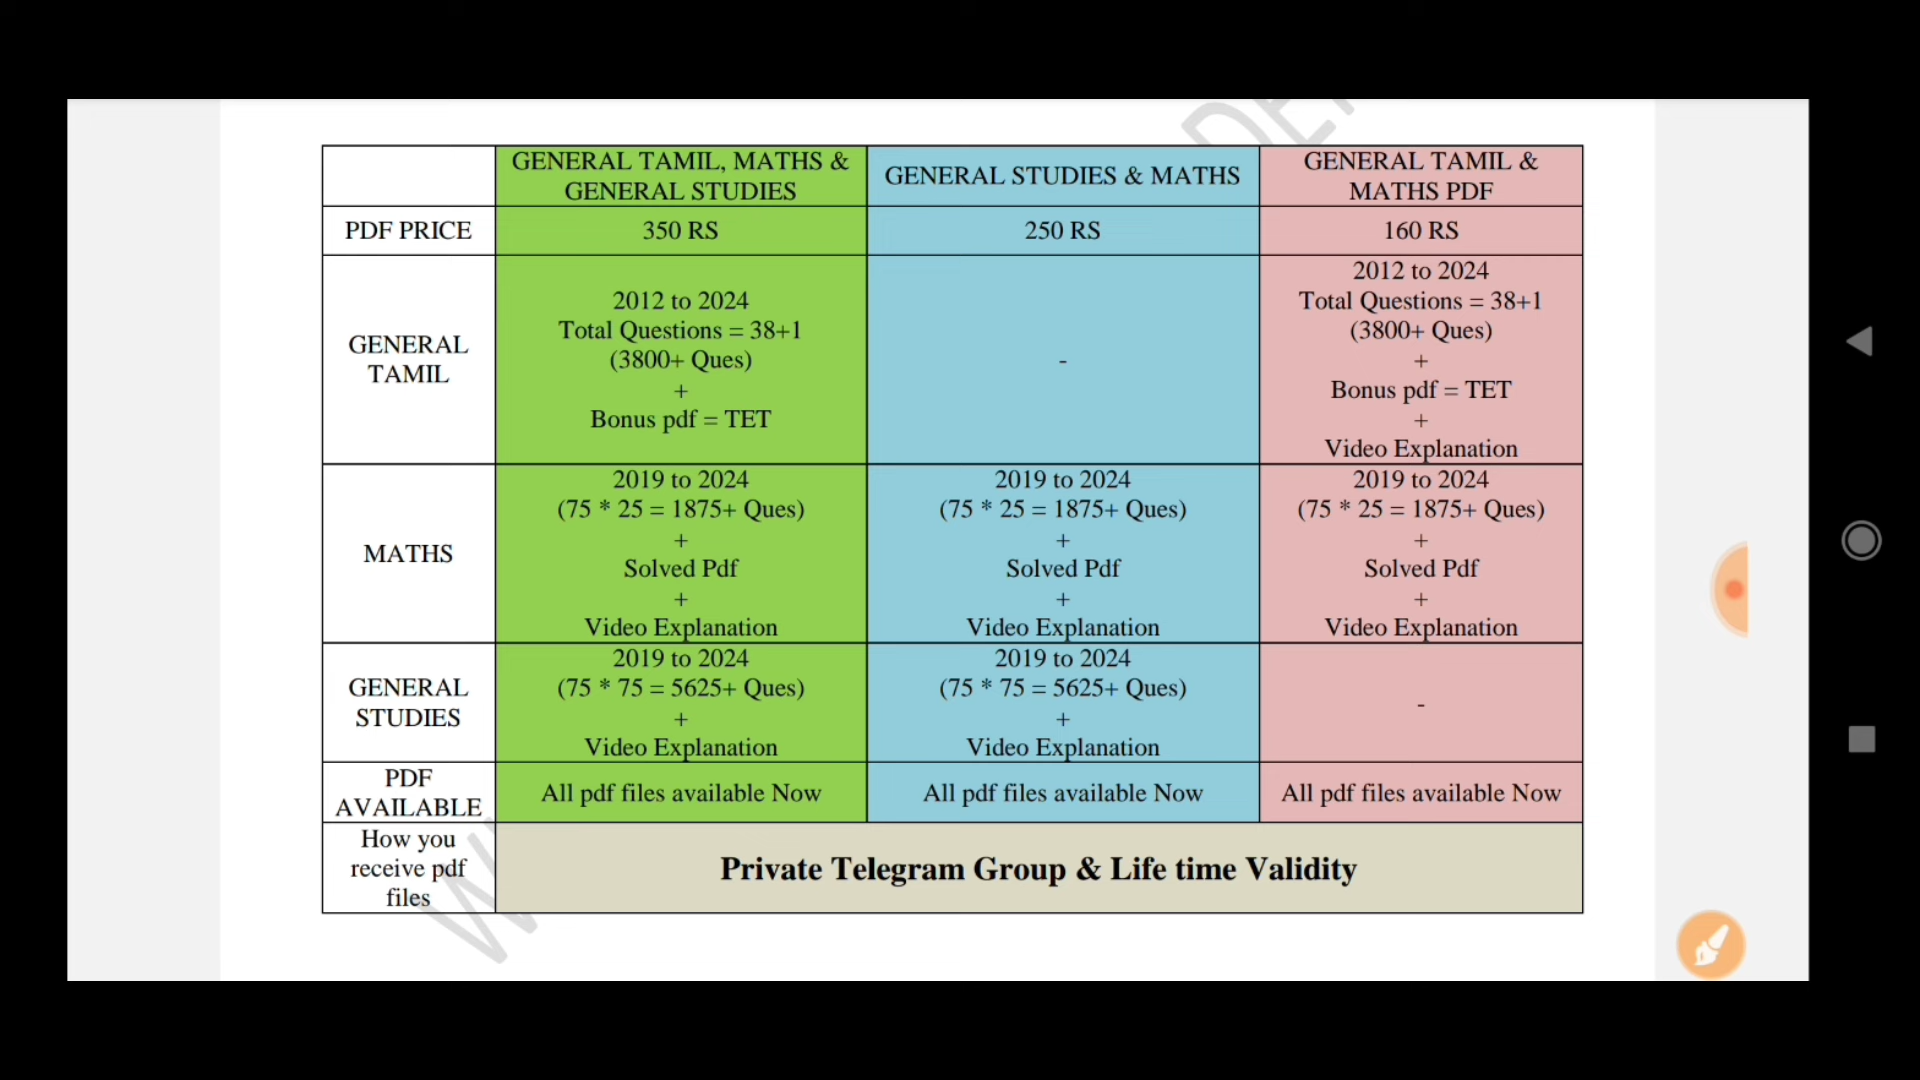 GENERAL TAMIL, MATHS &
GENERAL STUDIES
GENERAL STUDIES & MATHS
GENERAL TAMIL &
MATHS PDF
PDF PRICE
350 RS
250 RS
160 RS
GENERAL
TAMIL
2012 to 2024
Total Questions = 38+1
(3800+ Ques)
+
Bonus pdf = TET
-
2012 to 2024
Total Questions = 38+1
(3800+ Ques)
+
Bonus pdf = TET
+
Video Explanation
MATHS
2019 to 2024
(75 * 25 = 1875+ Ques)
+
Solved Pdf
+
Video Explanation
2019 to 2024
(75 * 25 = 1875+ Ques)
+
Solved Pdf
+
Video Explanation
2019 to 2024
(75 * 25 = 1875+ Ques)
+
Solved Pdf
+
Video Explanation
GENERAL
STUDIES
2019 to 2024
(75 * 75 = 5625+ Ques)
+
Video Explanation
2019 to 2024
(75 * 75 = 5625+ Ques)
+
Video Explanation
-
PDF
AVAILABLE
All pdf files available Now
All pdf files available Now
All pdf files available Now
How you
receive pdf
files
Private Telegram Group & Life time Validity